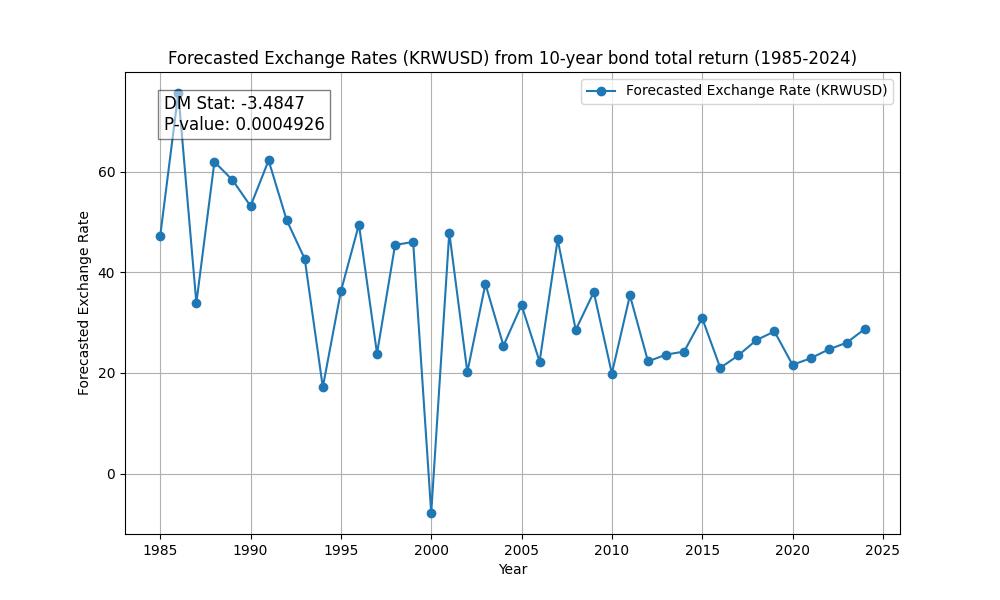 Forecasted Exchange Rates (KRWUSD) from 10-year bond total return (1985-2024)
DM Stat: -3.4847
P-value: 0.0004926
Forecasted Exchange Rate (KRWUSD)
Forecasted Exchange Rate
60
40
20
0
1985 1990 1995 2000 2005 2010 2015 2020 2025
Year